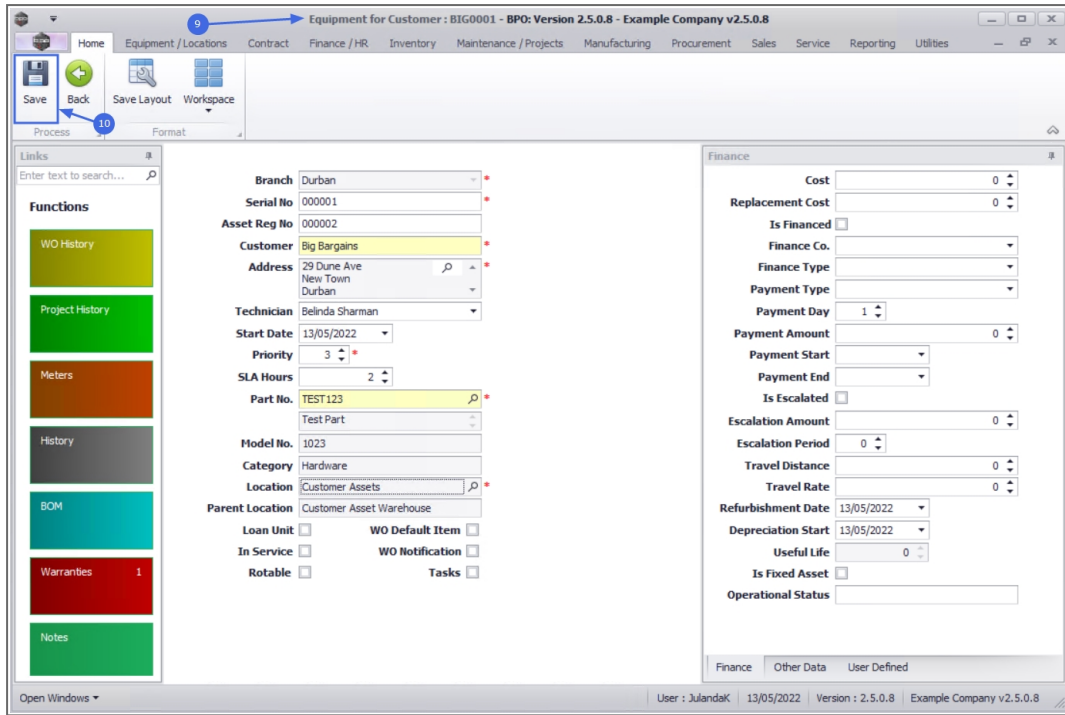 9
Equipment for Customer : BIG0001 - BPO: Version 2.5.0.8 - Example Company v2.5.0.8
Home Equipment / Locations Contract Finance / HR Inventory Maintenance / Projects Manufacturing Procurement Sales Service Reporting Utilities
Save Back Save Layout Workspace
10
Process Format
Links
Enter text to search...
Functions
WO History
Project History
Meters
History
BOM
Warranties 1
Notes
Branch Durban *
Serial No 000001 *
Asset Reg No 000002
Customer Big Bargains *
Address 29 Dune Ave *
New Town
Durban
Technician Belinda Sharman
Start Date 13/05/2022
Priority 3 *
SLA Hours 2
Part No. TEST123 *
Test Part
Model No. 1023
Category Hardware
Location Customer Assets *
Parent Location Customer Asset Warehouse
Loan Unit WO Default Item
In Service WO Notification
Rotable Tasks
Finance
Cost 0
Replacement Cost 0
Is Financed
Finance Co.
Finance Type
Payment Type
Payment Day 1
Payment Amount 0
Payment Start
Payment End
Is Escalated
Escalation Amount 0
Escalation Period 0
Travel Distance 0
Travel Rate 0
Refurbishment Date 13/05/2022
Depreciation Start 13/05/2022
Useful Life 0
Is Fixed Asset
Operational Status
Finance Other Data User Defined
Open Windows
User : JulandaK 13/05/2022 Version : 2.5.0.8 Example Company v2.5.0.8